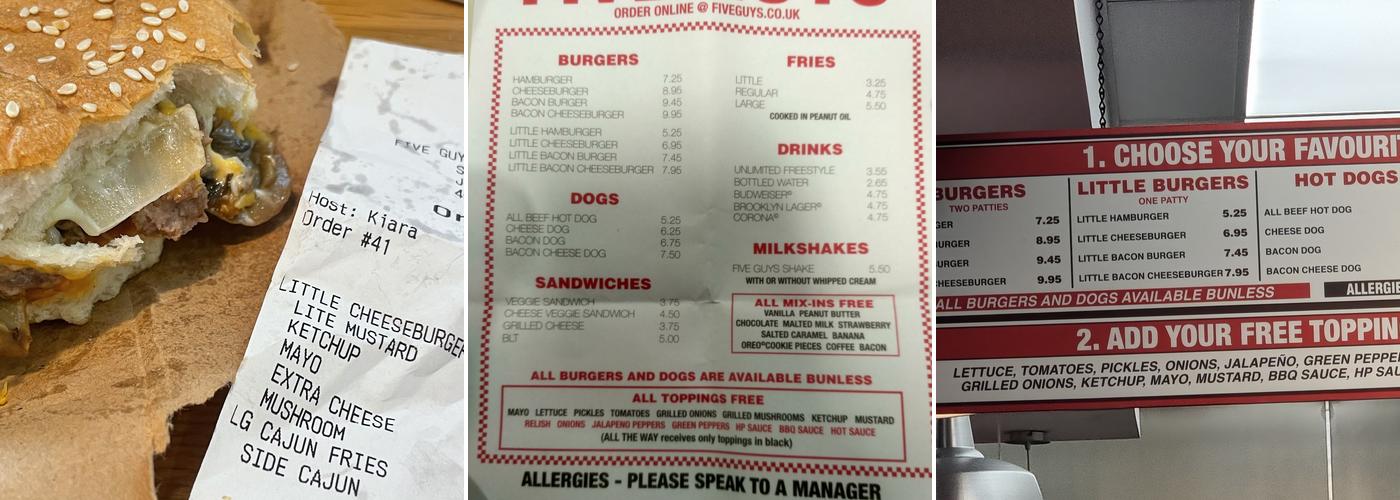 FIVE GUY
Host: Kiara
Order #41
LITTLE CHEESEBURGER
LITE MUSTARD
KETCHUP
MAYO
EXTRA CHEESE
MUSHROOM
LG CAJUN FRIES
SIDE CAJUN
FIVE GUYS
ORDER ONLINE @ FIVEGUYS.CO.UK
BURGERS
HAMBURGER 7.25
CHEESEBURGER 8.95
BACON BURGER 9.45
BACON CHEESEBURGER 9.95
LITTLE HAMBURGER 5.25
LITTLE CHEESEBURGER 6.95
LITTLE BACON BURGER 7.45
LITTLE BACON CHEESEBURGER 7.95
DOGS
ALL BEEF HOT DOG 5.25
CHEESE DOG 6.25
BACON DOG 6.75
BACON CHEESE DOG 7.50
SANDWICHES
VEGGIE SANDWICH 3.75
CHEESE VEGGIE SANDWICH 4.50
GRILLED CHEESE 3.75
BLT 5.00
FRIES
LITTLE 3.25
REGULAR 4.75
LARGE 5.50
COOKED IN PEANUT OIL
DRINKS
UNLIMITED FREESTYLE 3.55
BOTTLED WATER 2.65
BUDWEISER® 4.75
BROOKLYN LAGER® 4.75
CORONA® 4.75
MILKSHAKES
FIVE GUYS SHAKE 5.50
WITH OR WITHOUT WHIPPED CREAM
ALL MIX-INS FREE
VANILLA PEANUT BUTTER
CHOCOLATE MALTED MILK STRAWBERRY
SALTED CARAMEL BANANA
OREO®COOKIE PIECES COFFEE BACON
ALL BURGERS AND DOGS ARE AVAILABLE BUNLESS
ALL TOPPINGS FREE
MAYO LETTUCE PICKLES TOMATOES GRILLED ONIONS GRILLED MUSHROOMS KETCHUP MUSTARD
RELISH ONIONS JALAPENO PEPPERS GREEN PEPPERS HP SAUCE BBQ SAUCE HOT SAUCE
(ALL THE WAY receives only toppings in black)
ALLERGIES - PLEASE SPEAK TO A MANAGER
1. CHOOSE YOUR FAVOURIT
BURGERS
TWO PATTIES
GER 7.25
URGER 8.95
URGER 9.45
CHEESEBURGER 9.95
LITTLE BURGERS
ONE PATTY
LITTLE HAMBURGER 5.25
LITTLE CHEESEBURGER 6.95
LITTLE BACON BURGER 7.45
LITTLE BACON CHEESEBURGER 7.95
HOT DOGS
ALL BEEF HOT DOG
CHEESE DOG
BACON DOG
BACON CHEESE DOG
ALL BURGERS AND DOGS AVAILABLE BUNLESS
ALLERGIE
2. ADD YOUR FREE TOPPIN
LETTUCE, TOMATOES, PICKLES, ONIONS, JALAPEÑO, GREEN PEPPE
GRILLED ONIONS, KETCHUP, MAYO, MUSTARD, BBQ SAUCE, HP SAU